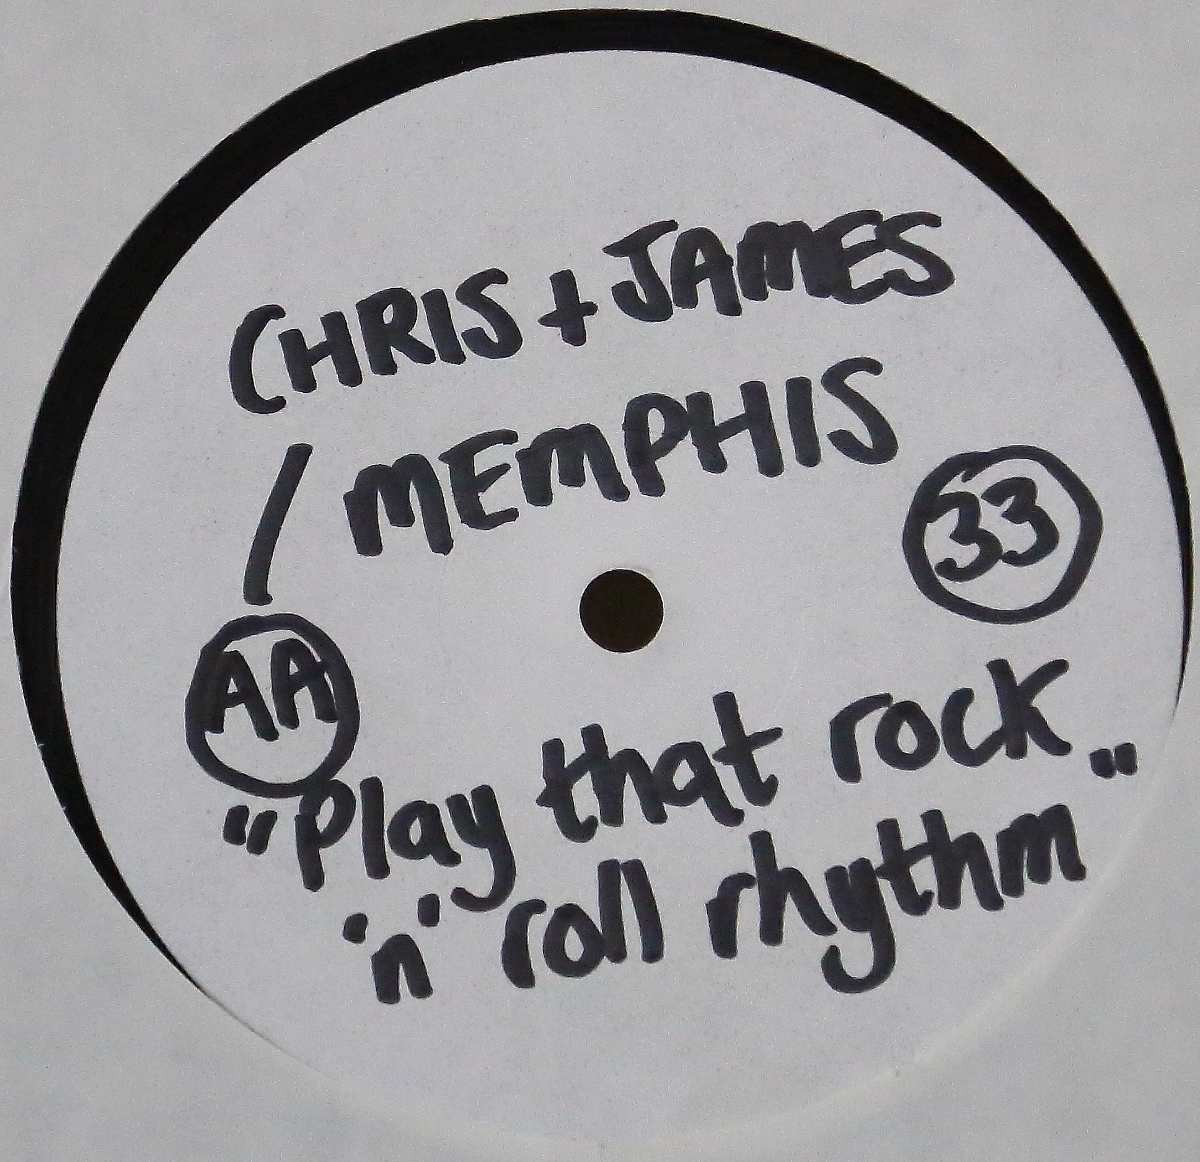 CHRIS + JAMES
/ MEMPHIS
33
AA
"Play that rock
'n' roll rhythm"